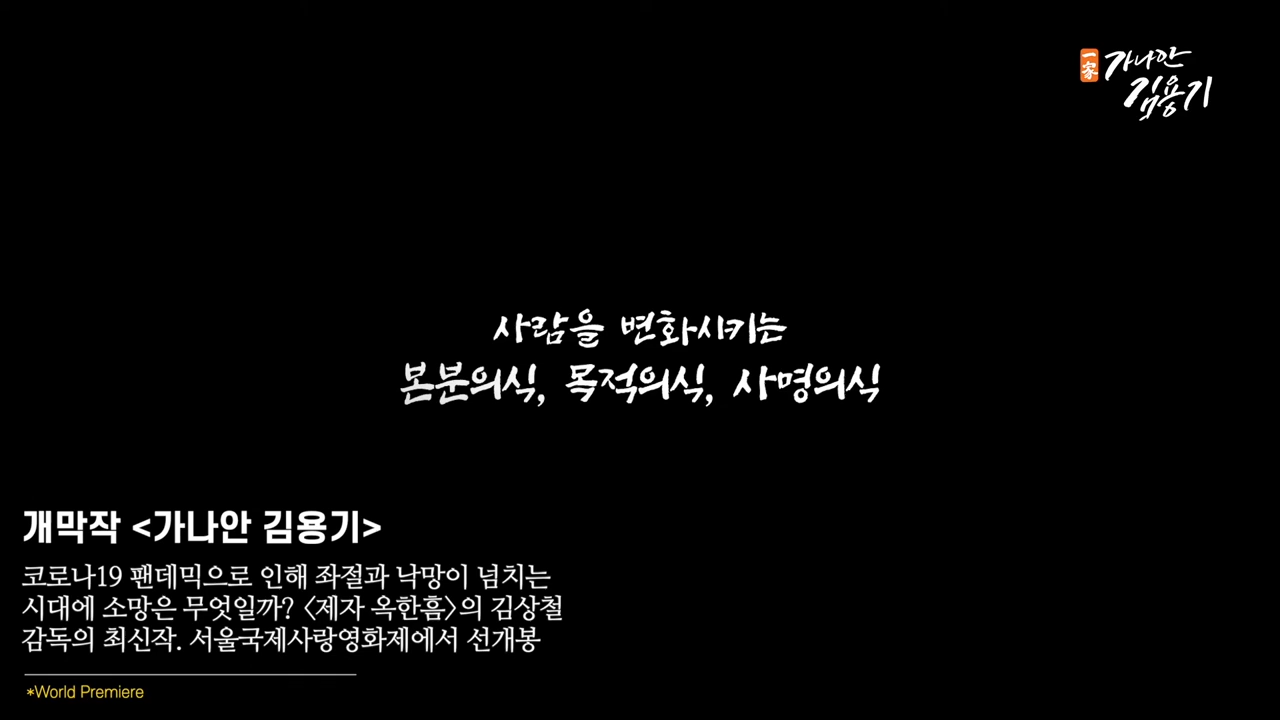 一家
가나안
김용기
사람을 변화시키는
본분의식, 목적의식, 사명의식
개막작 <가나안 김용기>
코로나19 팬데믹으로 인해 좌절과 낙망이 넘치는
시대에 소망은 무엇일까? <제자 옥한흠>의 김상철
감독의 최신작. 서울국제사랑영화제에서 선개봉
*World Premiere